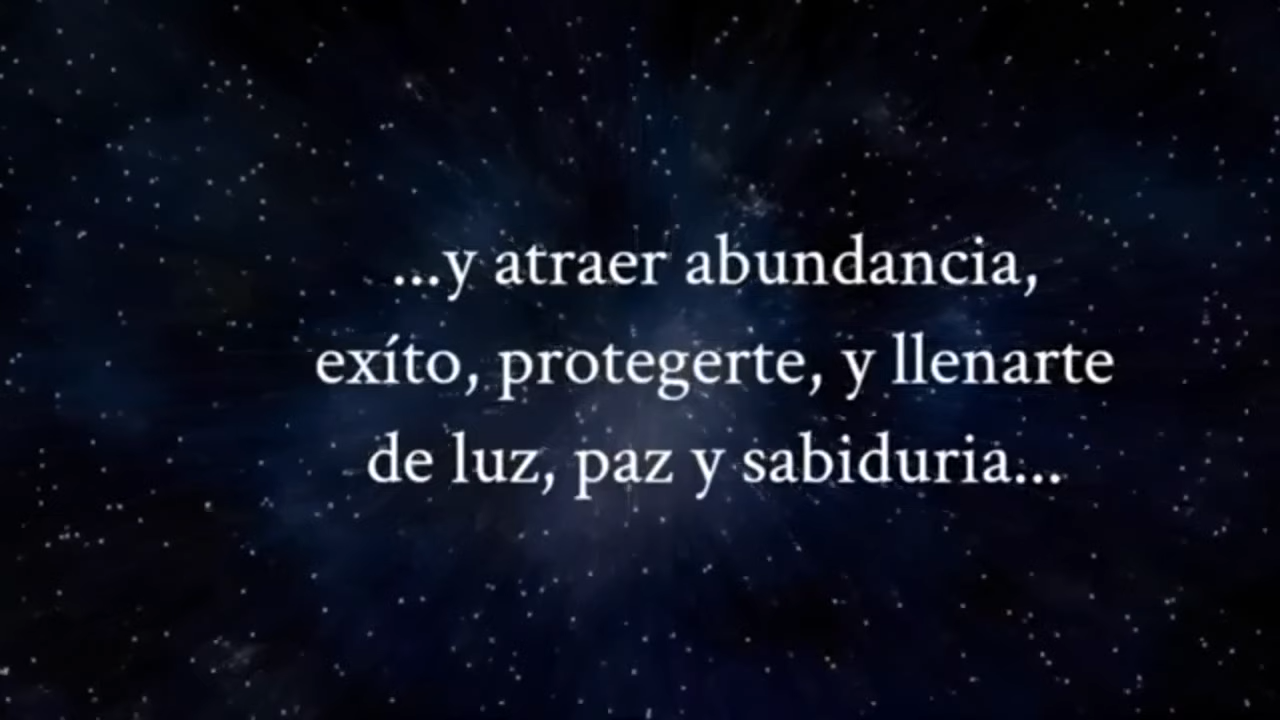 ...y atraer abundancia,
exíto, protegerte, y llenarte
de luz, paz y sabiduria...